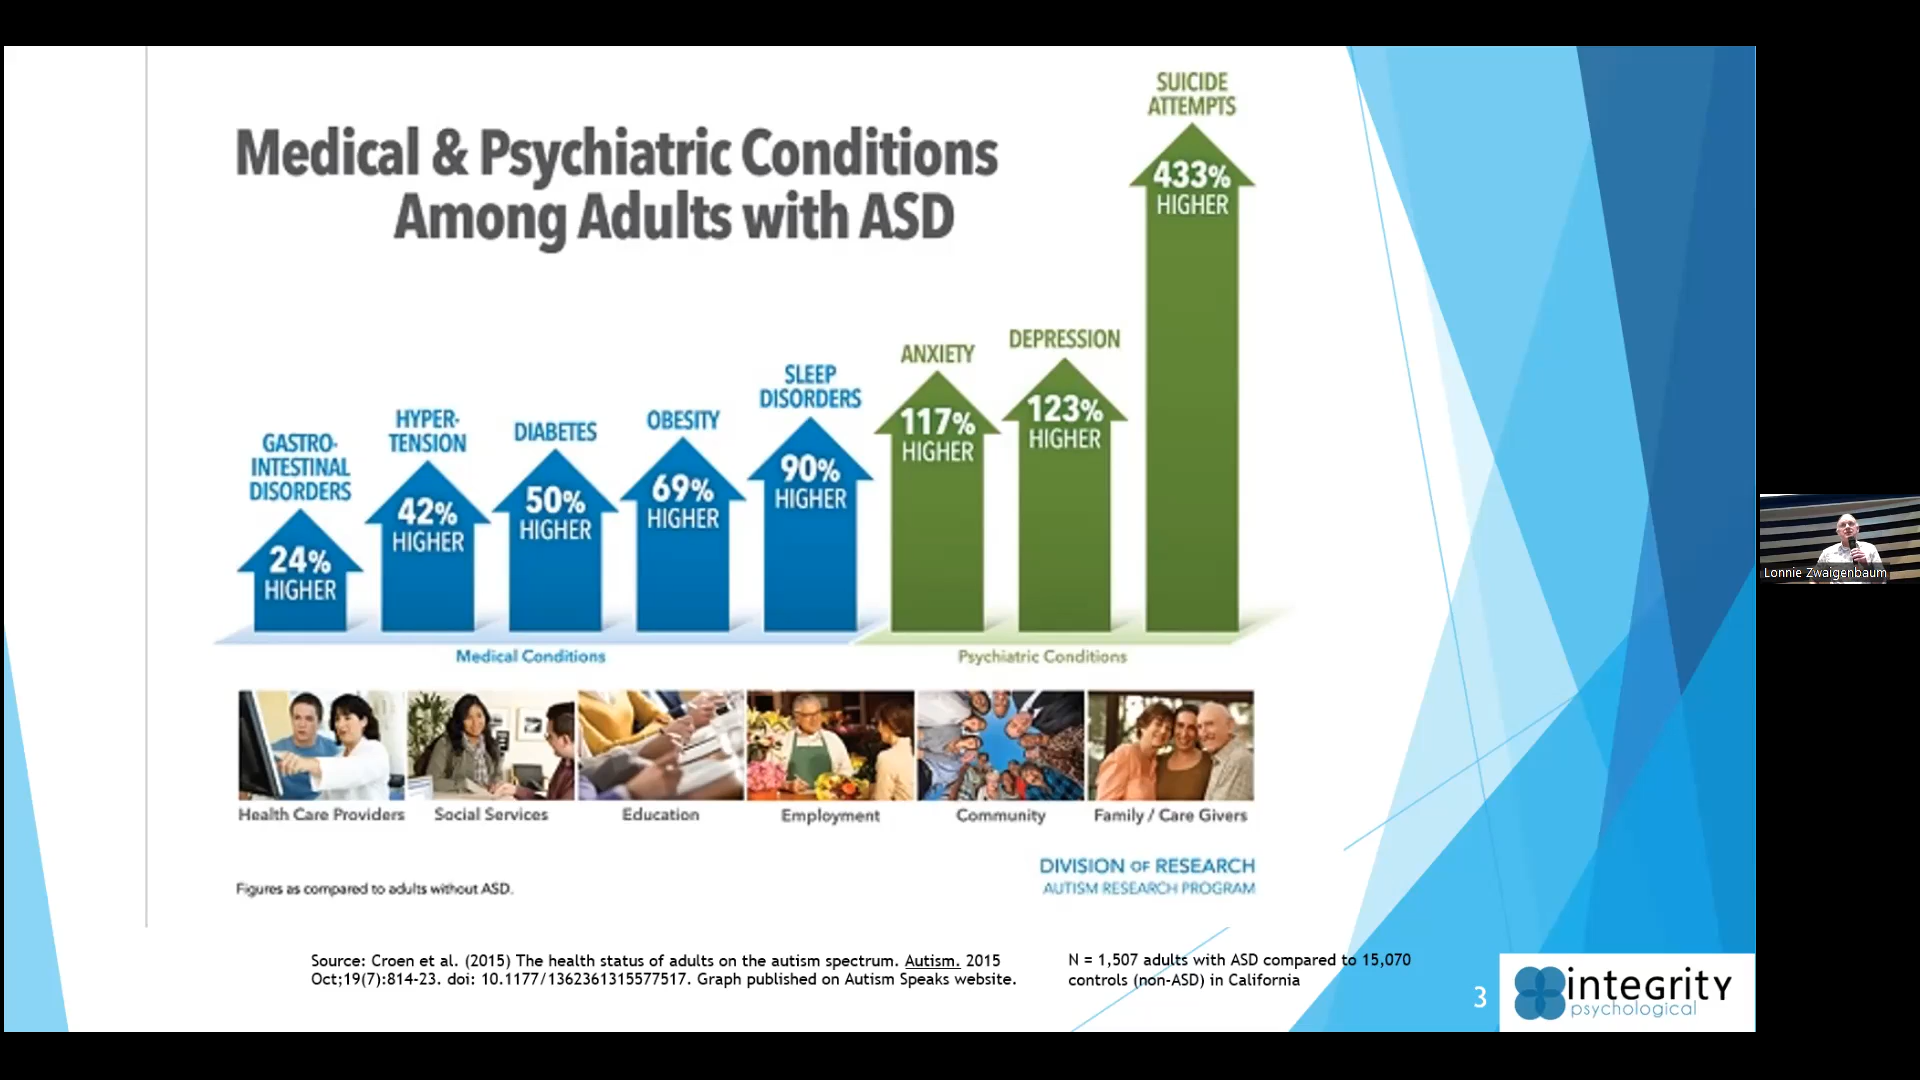 Medical & Psychiatric Conditions
Among Adults with ASD
GASTRO-
INTESTINAL
DISORDERS
24%
HIGHER
HYPER-
TENSION
42%
HIGHER
DIABETES
50%
HIGHER
OBESITY
69%
HIGHER
SLEEP
DISORDERS
90%
HIGHER
ANXIETY
117%
HIGHER
DEPRESSION
123%
HIGHER
SUICIDE
ATTEMPTS
433%
HIGHER
Medical Conditions
Psychiatric Conditions
Health Care Providers
Social Services
Education
Employment
Community
Family / Care Givers
Figures as compared to adults without ASD.
DIVISION OF RESEARCH
AUTISM RESEARCH PROGRAM
Source: Croen et al. (2015) The health status of adults on the autism spectrum. Autism. 2015
Oct;19(7):814-23. doi: 10.1177/1362361315577517. Graph published on Autism Speaks website.
N = 1,507 adults with ASD compared to 15,070
controls (non-ASD) in California
3
integrity
psychological
Lonnie Zwaigenbaum